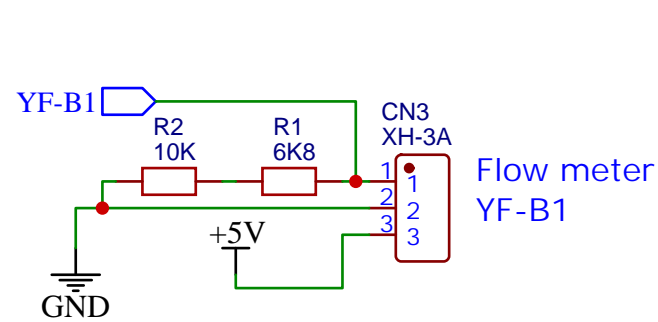 YF-B1
R2
10K
R1
6K8
CN3
XH-3A
1
2
3
1
2
3
Flow meter
YF-B1
+5V
GND